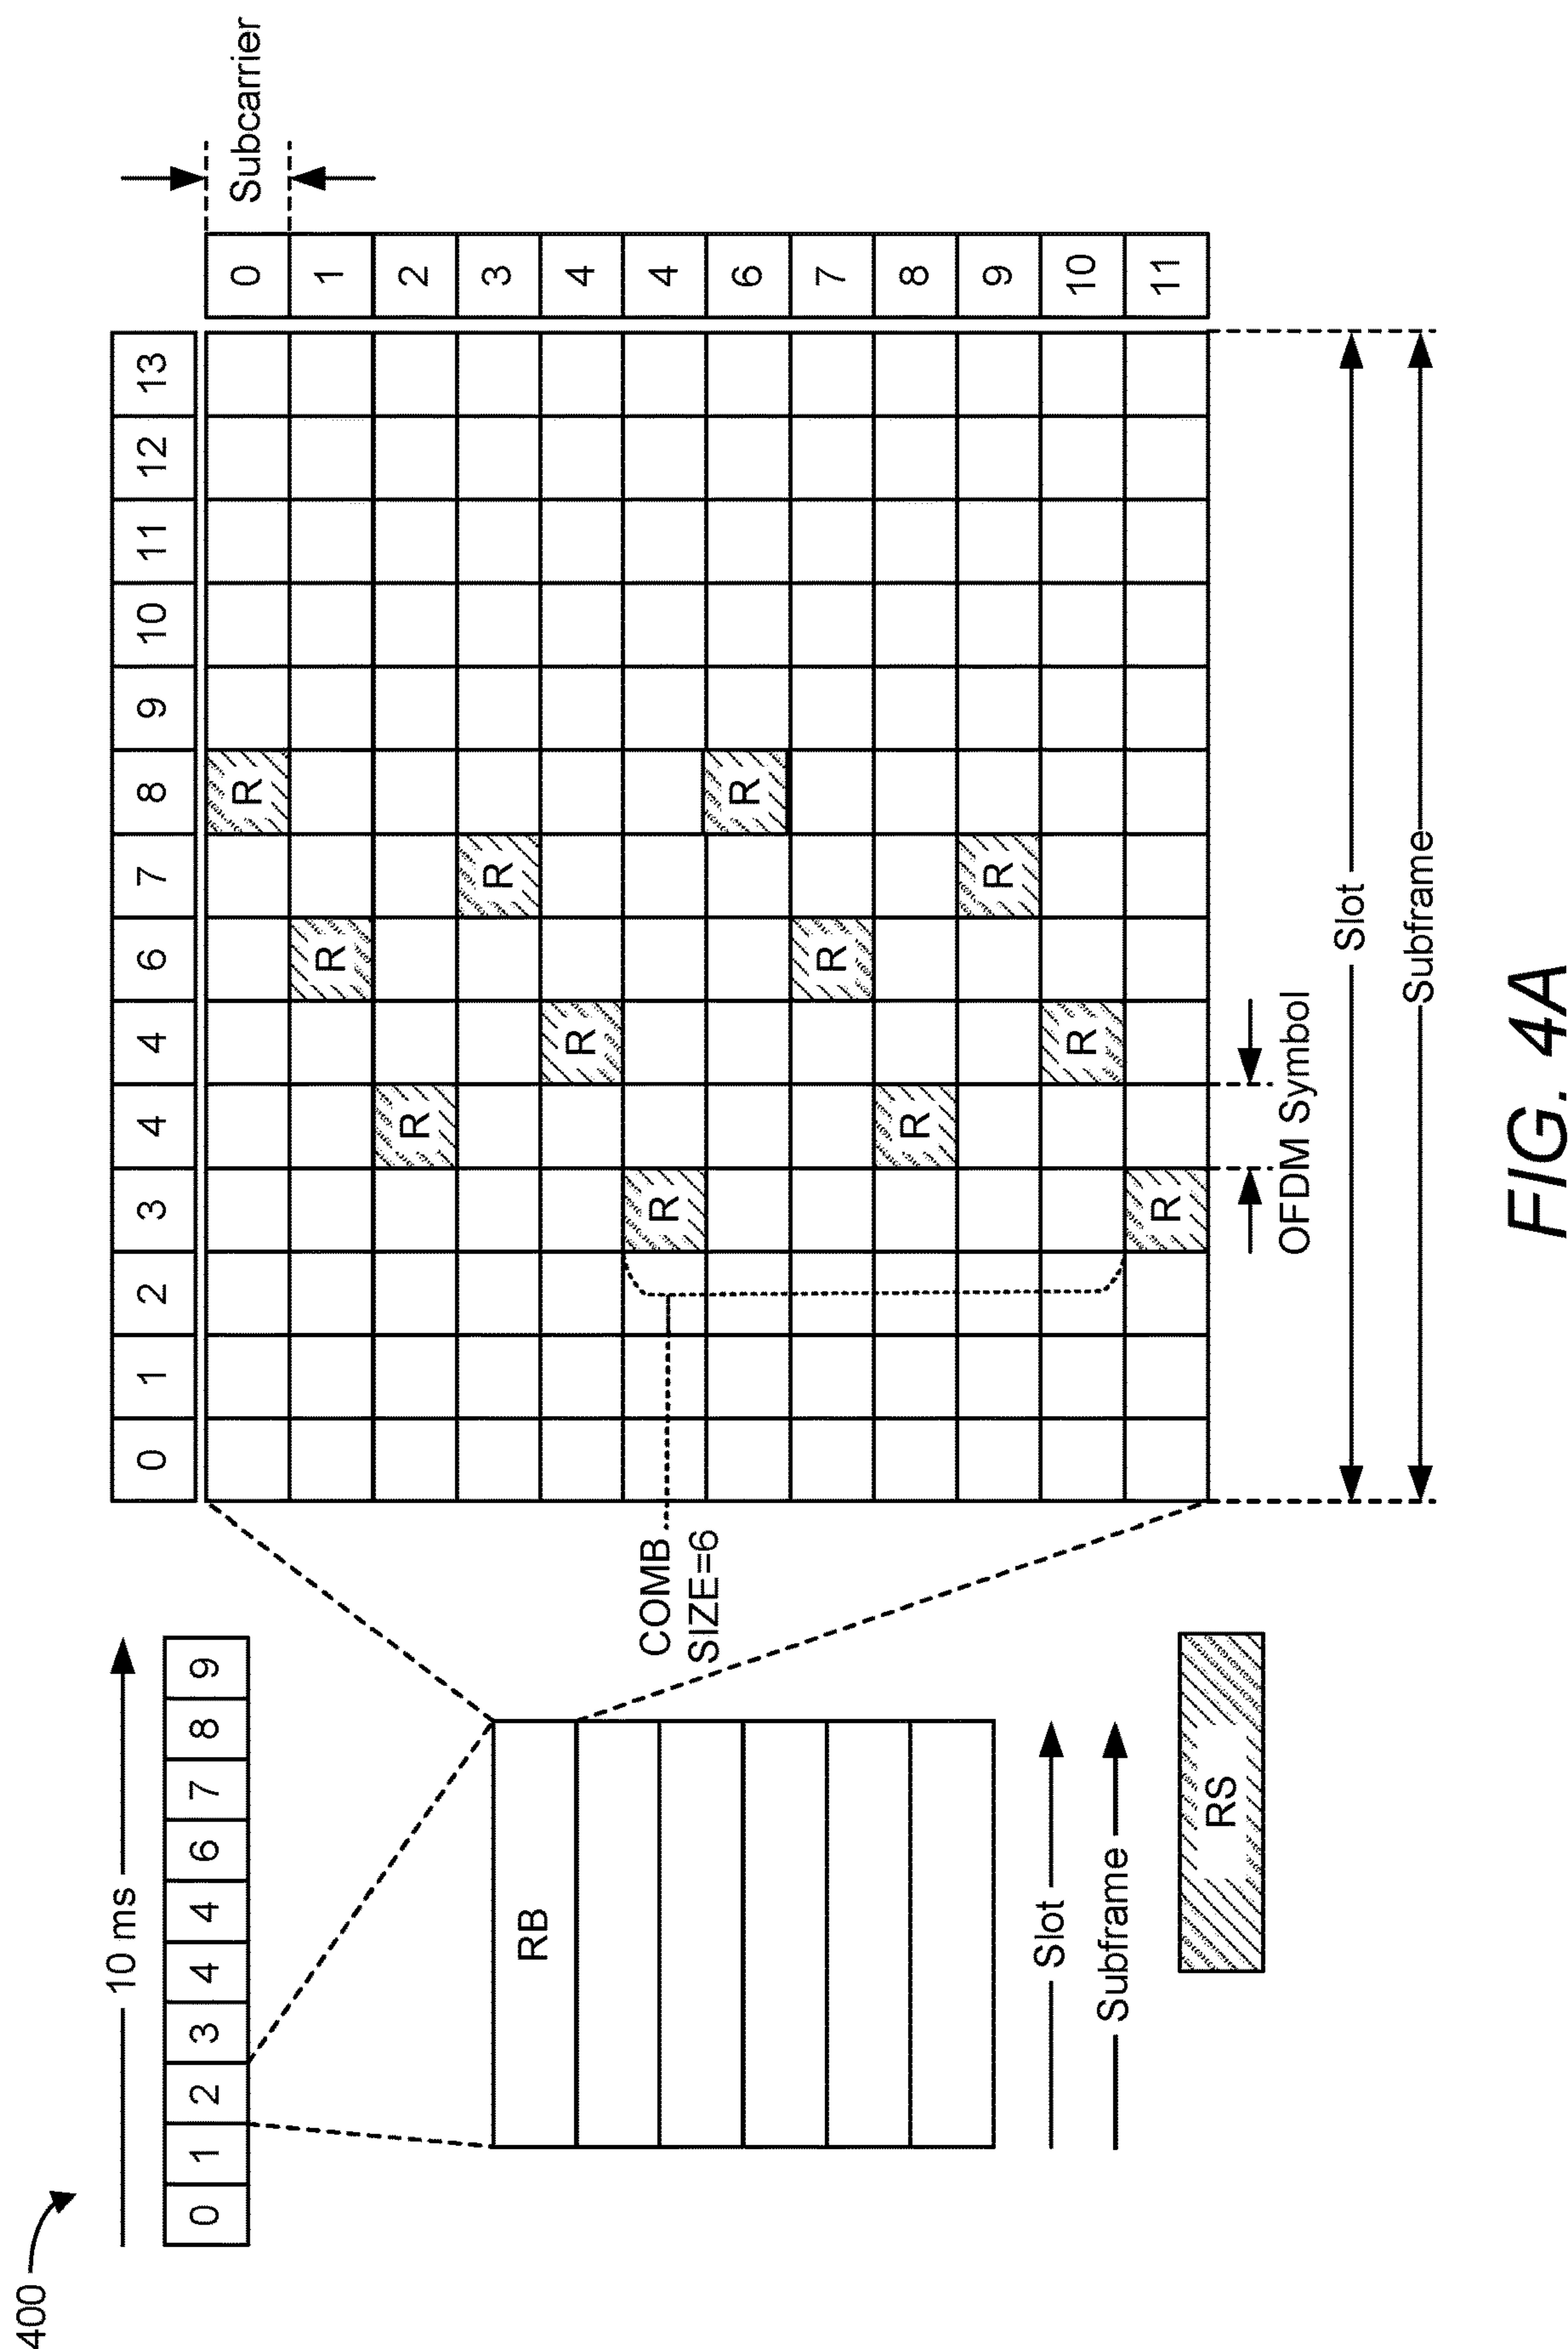 400
10 ms
0 1 2 3 4 4 6 7 8 9
RB
Slot
Subframe
RS
0 1 2 3 4 4 6 7 8 9 10 11 12 13
Subcarrier
R 0
R 1
R 2
R 3
R 4
R 4
R 6
R 7
R 8
R 9
R 10
R 11
COMB
SIZE=6
OFDM Symbol
Slot
Subframe
FIG. 4A